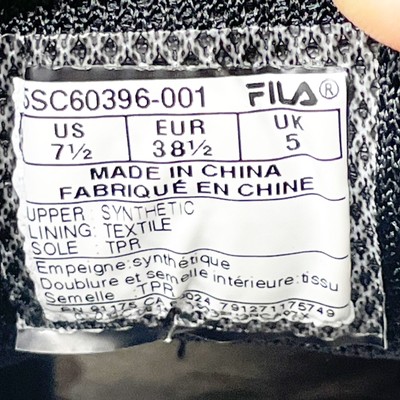 5SC60396-001 FILA®
US EUR UK
7½ 38½ 5
MADE IN CHINA
FABRIQUÉ EN CHINE
UPPER : SYNTHETIC
LINING: TEXTILE
SOLE : TPR
Empeigne:synthétique
Doublure et semelle intérieure:tissu
Semelle :TPR
791271175749